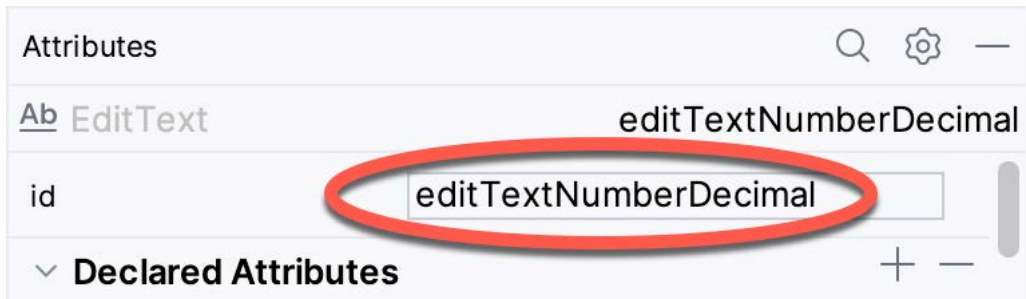 Attributes
Ab EditText editTextNumberDecimal
id editTextNumberDecimal
Declared Attributes